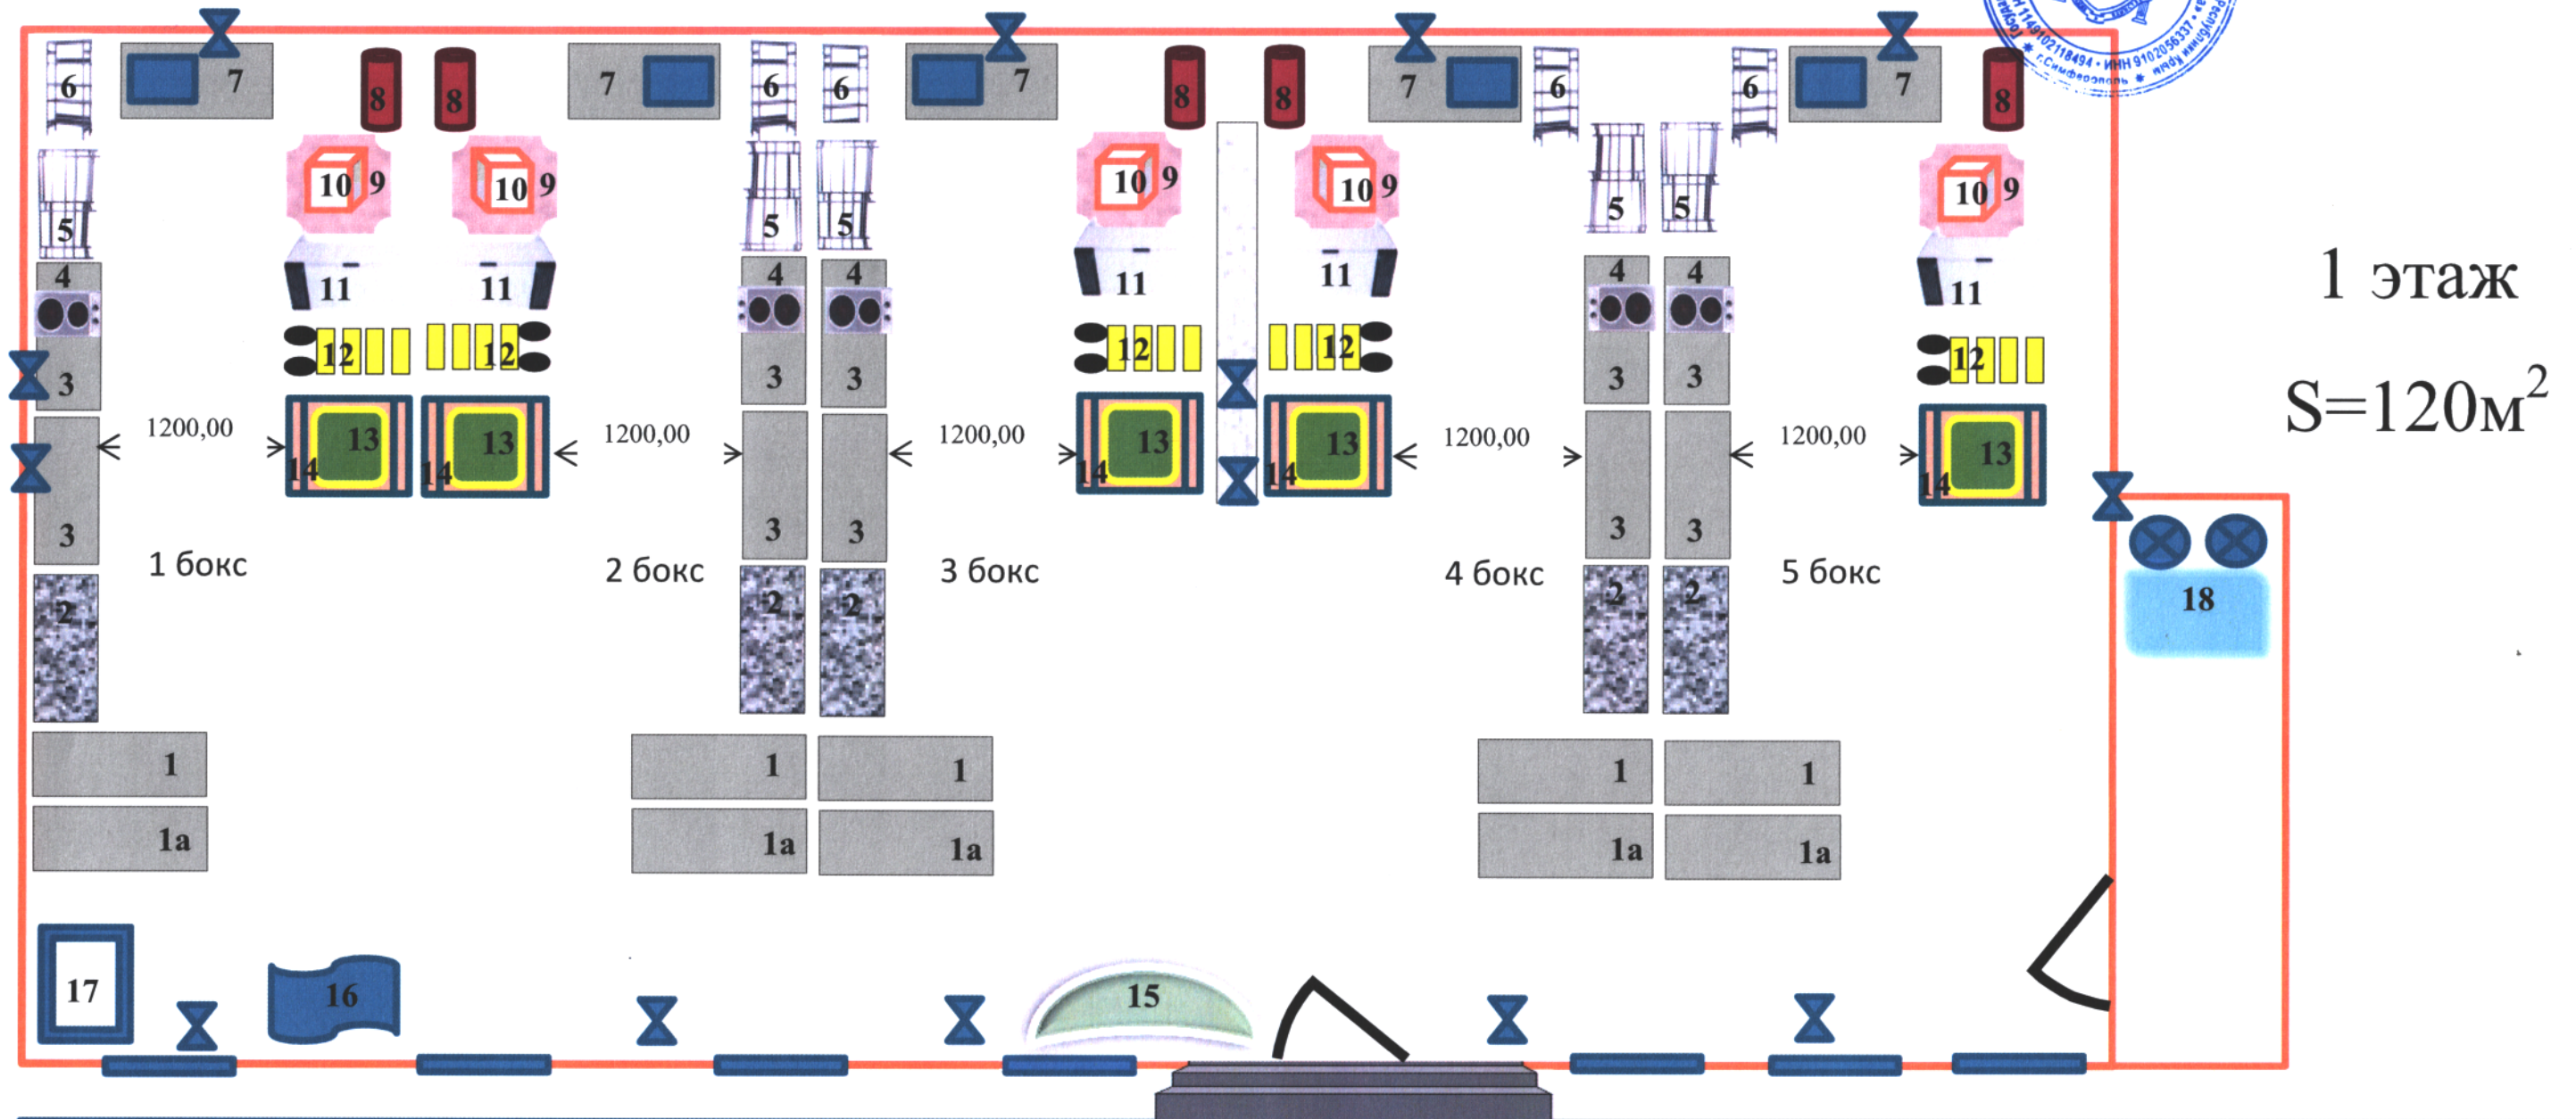 1149102118494 • ИНН 9102056337 •
* г.Симферополь *
6 7 8 8 7 6 6 7 8 8 7 6 6 7 8
10 9 10 9 10 9 10 9 10 9
5 5 5 5 5
1 этаж
4 11 11 4 4 11 11 4 4 11
12 12 12 12 12
3 3 3 3 3
S=120м²
1200,00 1200,00 1200,00 1200,00 1200,00
13 13 13 13 13
14 14 14 14 14
3 3 3 3 3
1 бокс 2 бокс 3 бокс 4 бокс 5 бокс
2 2 2 2 2 18
1 1 1 1 1
1а 1а 1а 1а 1а
17 16 15